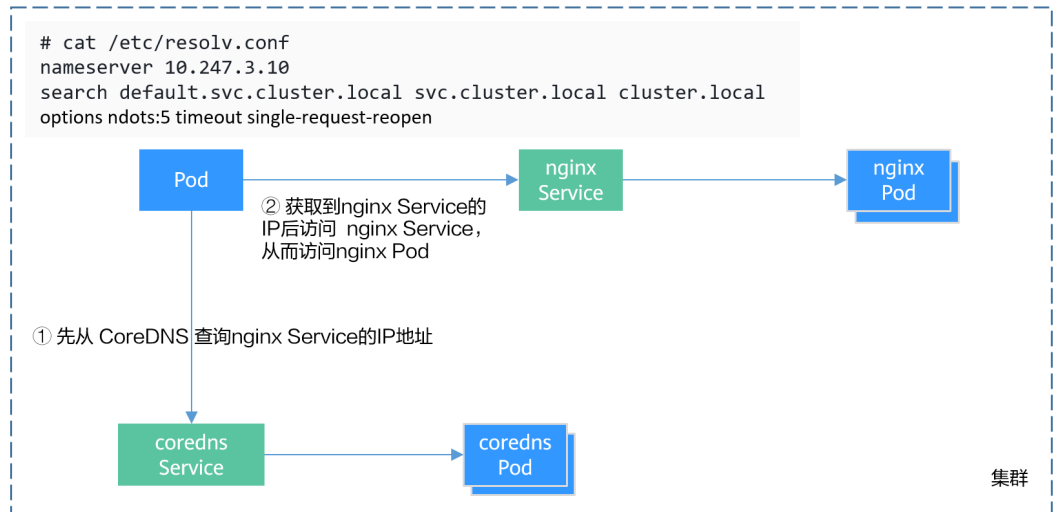 # cat /etc/resolv.conf
nameserver 10.247.3.10
search default.svc.cluster.local svc.cluster.local cluster.local
options ndots:5 timeout single-request-reopen
Pod
nginx
Service
nginx
Pod
② 获取到nginx Service的
IP后访问 nginx Service，
从而访问nginx Pod
① 先从 CoreDNS 查询nginx Service的IP地址
coredns
Service
coredns
Pod
集群